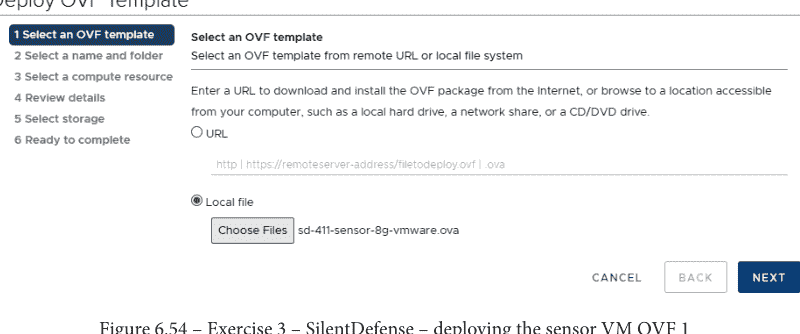 Deploy OVF Template
1 Select an OVF template
2 Select a name and folder
3 Select a compute resource
4 Review details
5 Select storage
6 Ready to complete
Select an OVF template
Select an OVF template from remote URL or local file system
Enter a URL to download and install the OVF package from the Internet, or browse to a location accessible
from your computer, such as a local hard drive, a network share, or a CD/DVD drive.
URL
http | https://remoteserver-address/filetodeploy.ovf | .ova
Local file
Choose Files sd-411-sensor-8g-vmware.ova
CANCEL BACK NEXT
Figure 6.54 – Exercise 3 – SilentDefense – deploying the sensor VM OVF 1